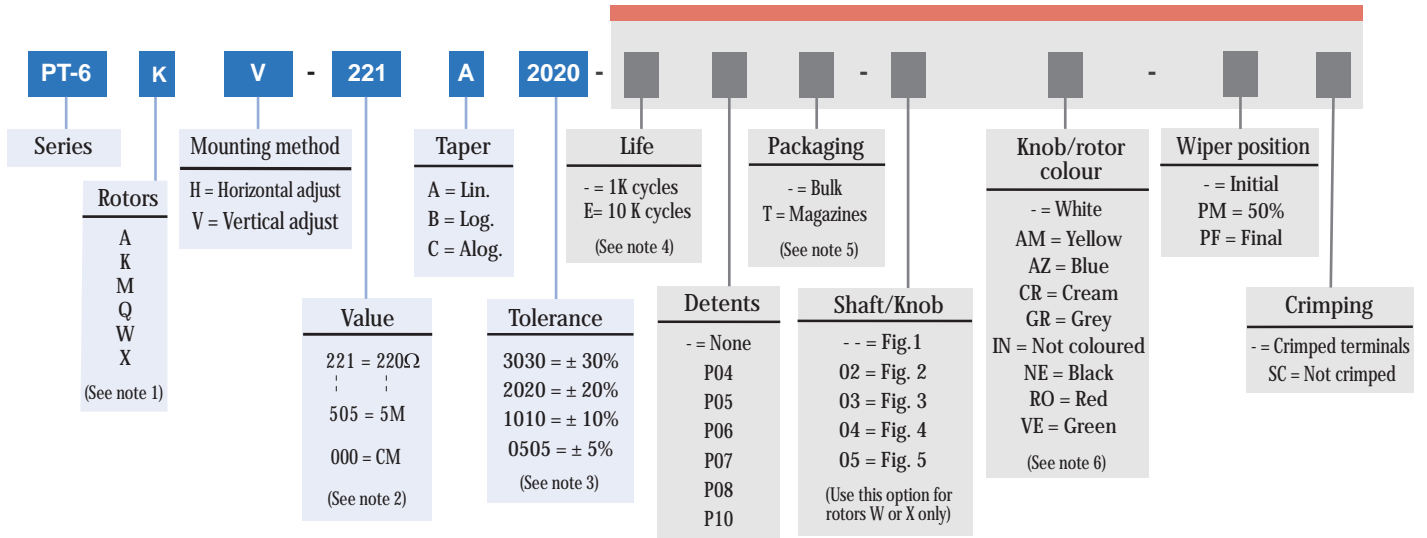 PT-6 K V - 221 A 2020 - - -
Series
Rotors
A
K
M
Q
W
X
(See note 1)
Mounting method
H = Horizontal adjust
V = Vertical adjust
Value
221 = 220Ω
505 = 5M
000 = CM
(See note 2)
Taper
A = Lin.
B = Log.
C = Alog.
Tolerance
3030 = ± 30%
2020 = ± 20%
1010 = ± 10%
0505 = ± 5%
(See note 3)
Life
- = 1K cycles
E= 10 K cycles
(See note 4)
Detents
- = None
P04
P05
P06
P07
P08
P10
Packaging
- = Bulk
T = Magazines
(See note 5)
Shaft/Knob
- - = Fig.1
02 = Fig. 2
03 = Fig. 3
04 = Fig. 4
05 = Fig. 5
(Use this option for
rotors W or X only)
Knob/rotor
colour
- = White
AM = Yellow
AZ = Blue
CR = Cream
GR = Grey
IN = Not coloured
NE = Black
RO = Red
VE = Green
(See note 6)
Wiper position
- = Initial
PM = 50%
PF = Final
Crimping
- = Crimped terminals
SC = Not crimped